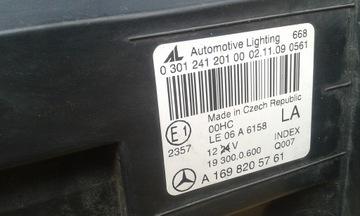 AL Automotive Lighting 668
0 301 241 201 00 02.11.09 0561
Made in Czech Republic
E1 00HC LA
2357 LE 06 A 6158
12 24 V INDEX
19 300.0.600 Q007
A 169 820 57 61